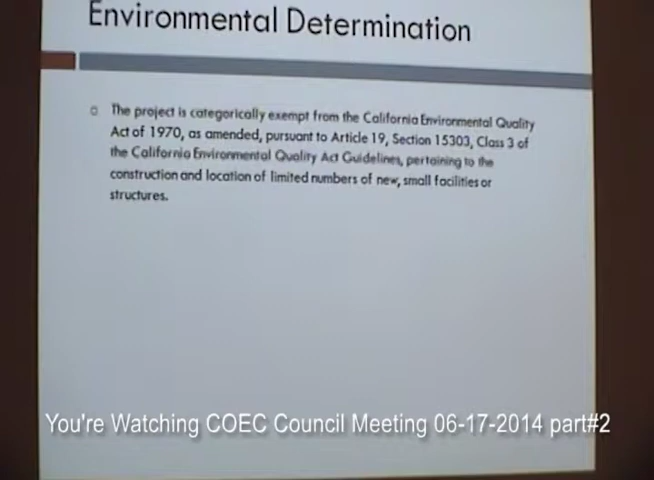 Environmental Determination
The project is categorically exempt from the California Environmental Quality
Act of 1970, as amended, pursuant to Article 19, Section 15303, Class 3 of
the California Environmental Quality Act Guidelines, pertaining to the
construction and location of limited numbers of new, small facilities or
structures.
You're Watching COEC Council Meeting 06-17-2014 part#2